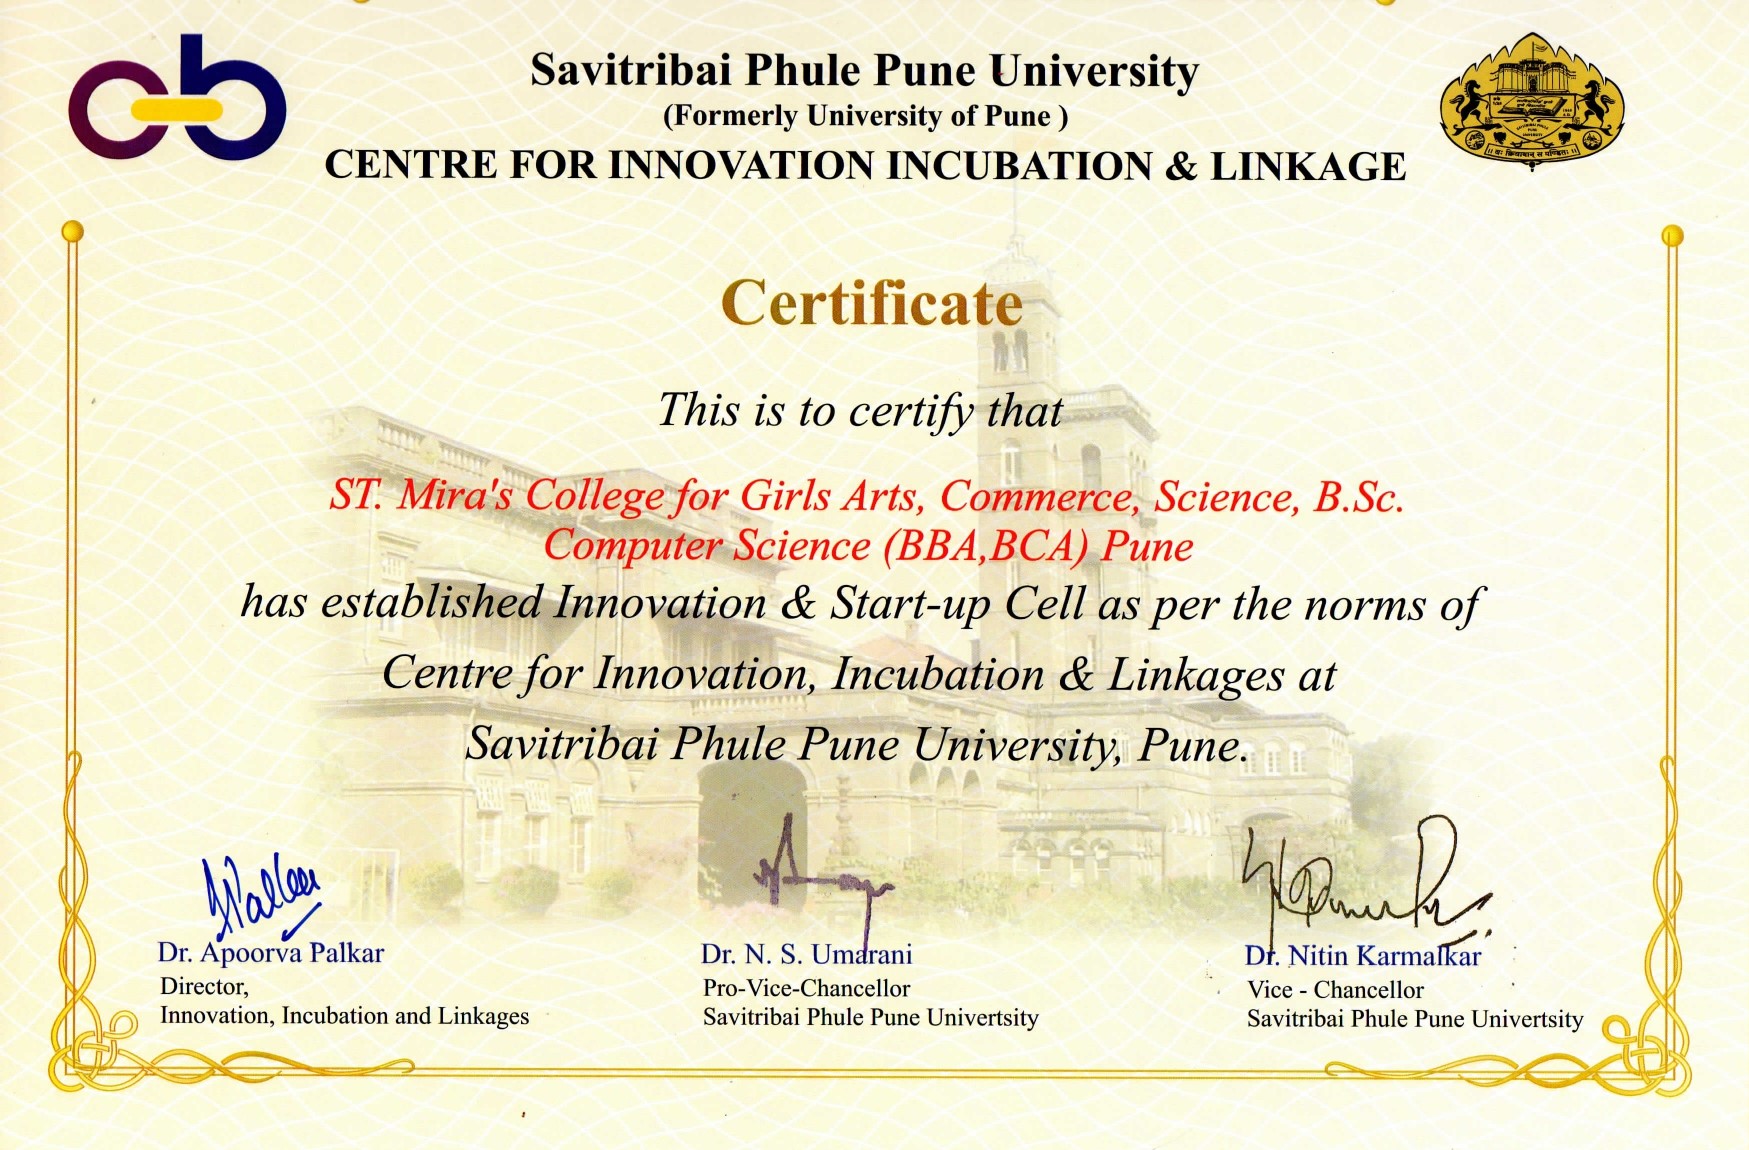 Savitribai Phule Pune University
(Formerly University of Pune )
CENTRE FOR INNOVATION INCUBATION & LINKAGE
Certificate
This is to certify that
ST. Mira's College for Girls Arts, Commerce, Science, B.Sc.
Computer Science (BBA,BCA) Pune
has established Innovation & Start-up Cell as per the norms of
Centre for Innovation, Incubation & Linkages at
Savitribai Phule Pune University, Pune.
Dr. Apoorva Palkar
Director,
Innovation, Incubation and Linkages
Dr. N. S. Umarani
Pro-Vice-Chancellor
Savitribai Phule Pune Univertsity
Dr. Nitin Karmalkar
Vice - Chancellor
Savitribai Phule Pune Univertsity